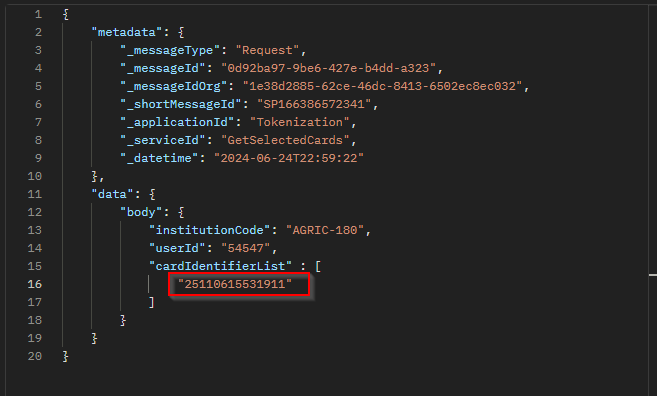 1 {
2 "metadata": {
3 "_messageType": "Request",
4 "_messageId": "0d92ba97-9be6-427e-b4dd-a323",
5 "_messageIdOrg": "1e38d2885-62ce-46dc-8413-6502ec8ec032",
6 "_shortMessageId": "SP166386572341",
7 "_applicationId": "Tokenization",
8 "_serviceId": "GetSelectedCards",
9 "_datetime": "2024-06-24T22:59:22"
10 },
11 "data": {
12 "body": {
13 "institutionCode": "AGRIC-180",
14 "userId": "54547",
15 "cardIdentifierList" : [
16 "25110615531911"
17 ]
18 }
19 }
20 }